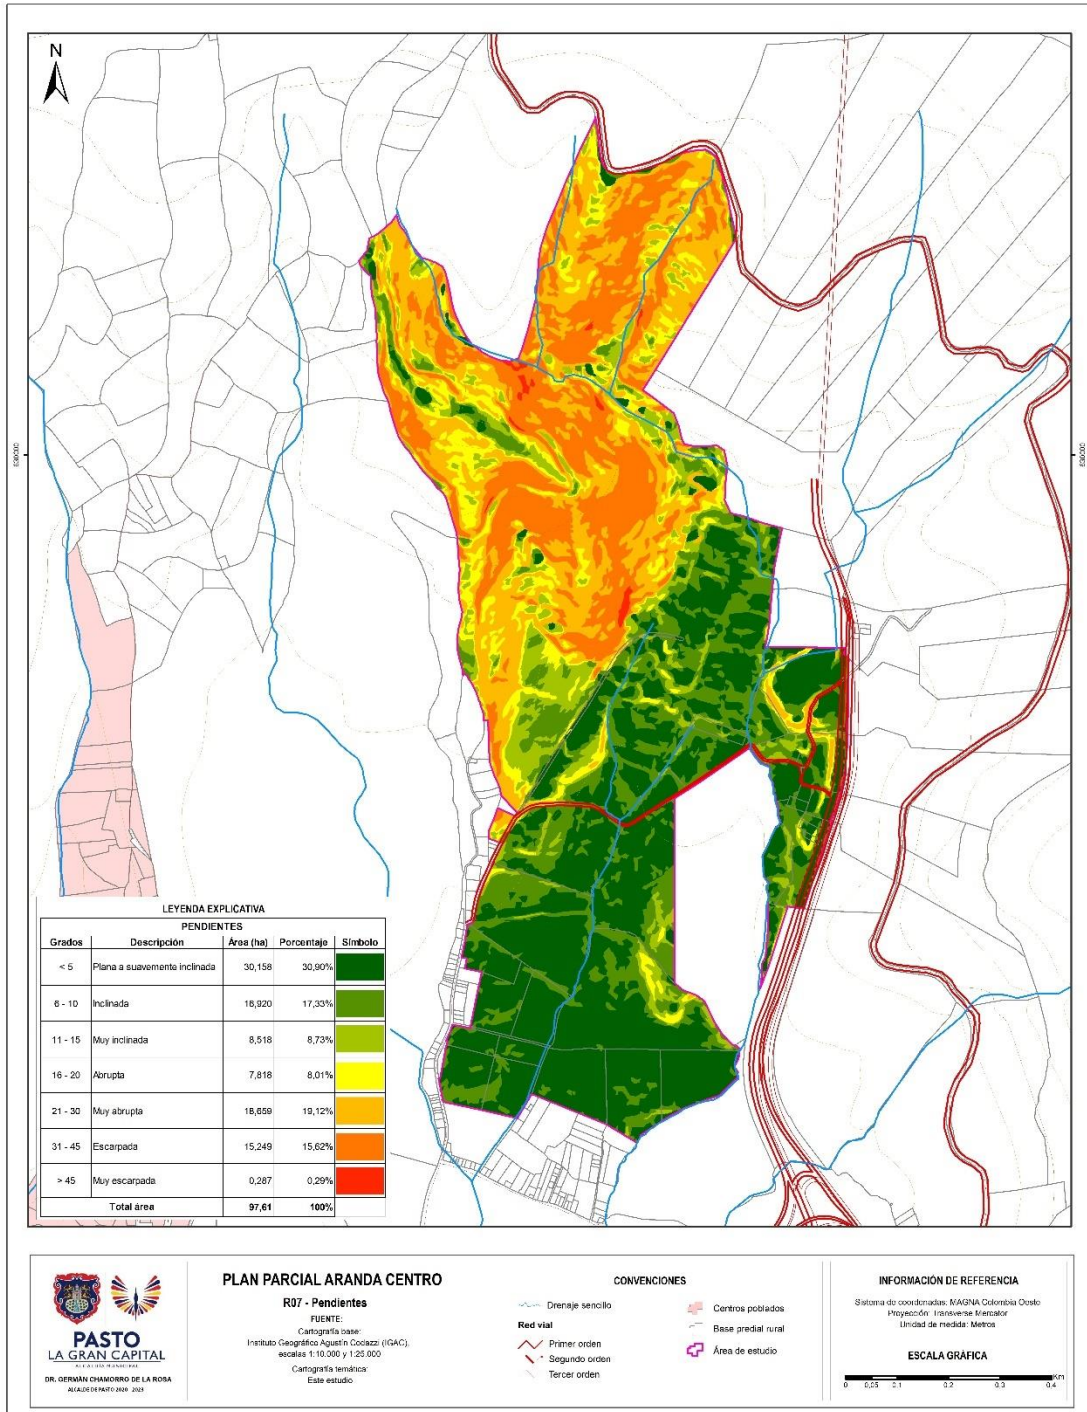 N
838000
838000
LEYENDA EXPLICATIVA
PENDIENTES
Grados Descripción Área (ha) Porcentaje Símbolo
< 5 Plana a suavemente inclinada 30,158 30,90%
6 - 10 Inclinada 16,920 17,33%
11 - 15 Muy inclinada 8,518 8,73%
16 - 20 Abrupta 7,818 8,01%
21 - 30 Muy abrupta 18,659 19,12%
31 - 45 Escarpada 15,249 15,62%
> 45 Muy escarpada 0,287 0,29%
Total área 97,61 100%
PASTO
LA GRAN CAPITAL
ALCALDÍA MUNICIPAL
DR. GERMÁN CHAMORRO DE LA ROSA
ALCALDE DE PASTO 2020 - 2023
PLAN PARCIAL ARANDA CENTRO
R07 - Pendientes
FUENTE:
Cartografía base:
Instituto Geográfico Agustín Codazzi (IGAC),
escalas 1:10.000 y 1:25.000
Cartografía temática:
Este estudio
CONVENCIONES
Drenaje sencillo
Red vial
Primer orden
Segundo orden
Tercer orden
Centros poblados
Base predial rural
Área de estudio
INFORMACIÓN DE REFERENCIA
Sistema de coordenadas: MAGNA Colombia Oeste
Proyección: Transverse Mercator
Unidad de medida: Metros
ESCALA GRÁFICA
Km
0 0,05 0,1 0,2 0,3 0,4